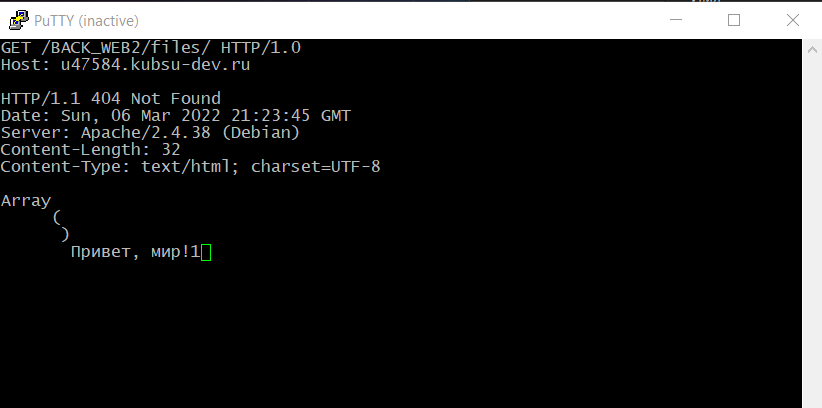 PuTTY (inactive)
GET /BACK_WEB2/files/ HTTP/1.0
Host: u47584.kubsu-dev.ru
HTTP/1.1 404 Not Found
Date: Sun, 06 Mar 2022 21:23:45 GMT
Server: Apache/2.4.38 (Debian)
Content-Length: 32
Content-Type: text/html; charset=UTF-8
Array
(
)
Привет, мир!1